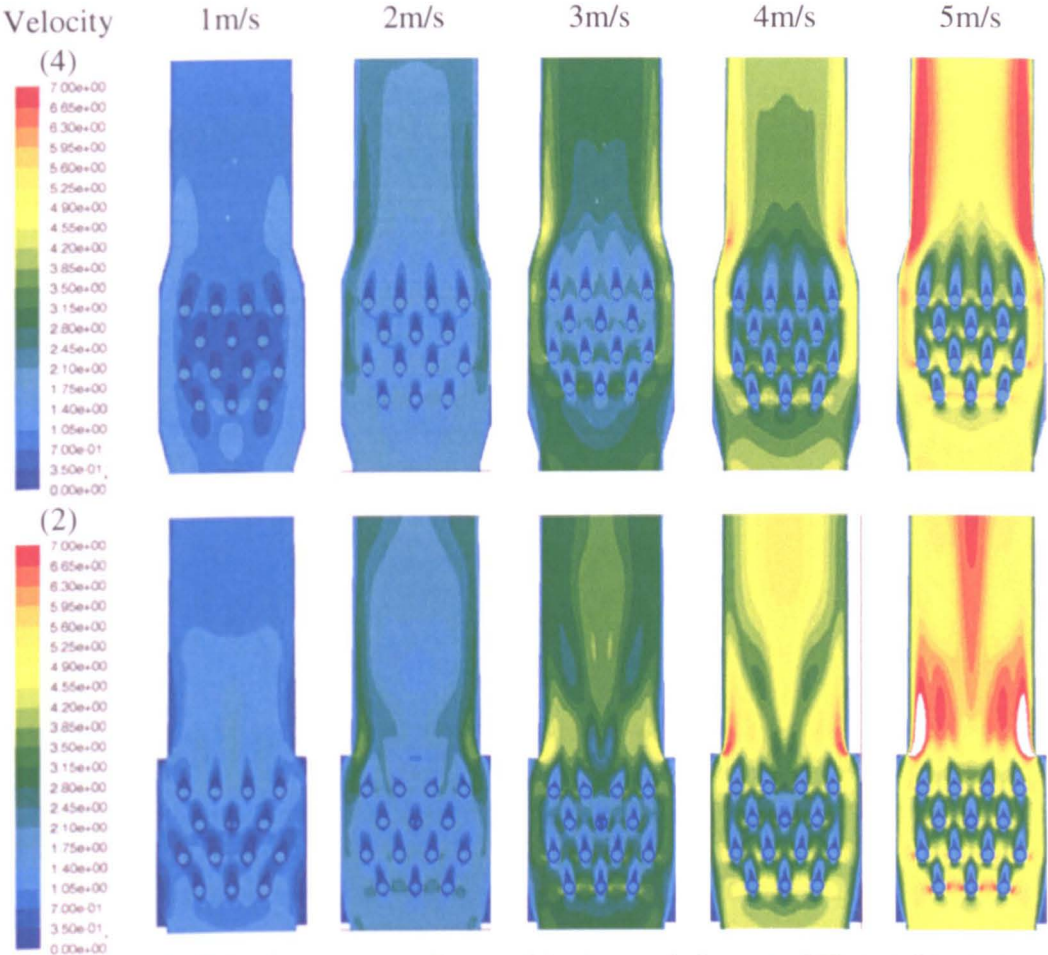 Velocity 1m/s 2m/s 3m/s 4m/s 5m/s
(4)
7.00e+00
6.65e+00
6.30e+00
5.95e+00
5.60e+00
5.25e+00
4.90e+00
4.55e+00
4.20e+00
3.85e+00
3.50e+00
3.15e+00
2.80e+00
2.45e+00
2.10e+00
1.75e+00
1.40e+00
1.05e+00
7.00e-01
3.50e-01
0.00e+00
(2)
7.00e+00
6.65e+00
6.30e+00
5.95e+00
5.60e+00
5.25e+00
4.90e+00
4.55e+00
4.20e+00
3.85e+00
3.50e+00
3.15e+00
2.80e+00
2.45e+00
2.10e+00
1.75e+00
1.40e+00
1.05e+00
7.00e-01
3.50e-01
0.00e+00